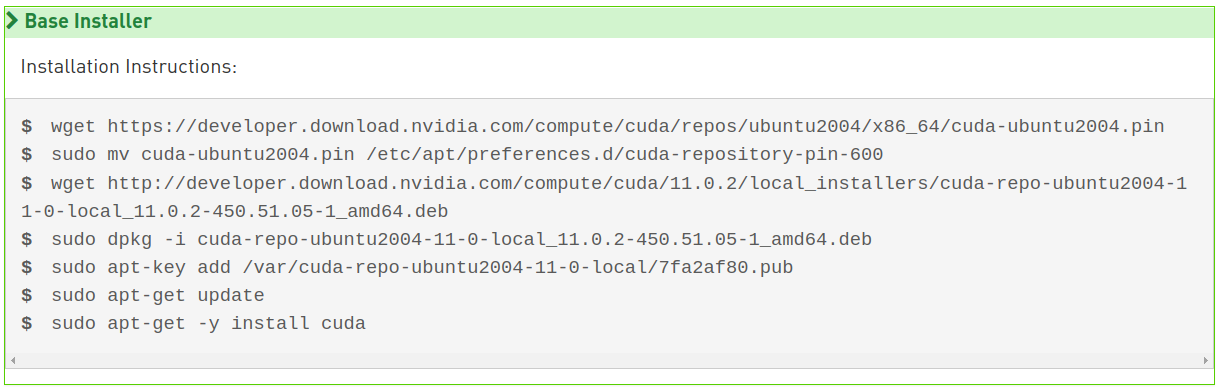 Base Installer
Installation Instructions:
$ wget https://developer.download.nvidia.com/compute/cuda/repos/ubuntu2004/x86_64/cuda-ubuntu2004.pin
$ sudo mv cuda-ubuntu2004.pin /etc/apt/preferences.d/cuda-repository-pin-600
$ wget http://developer.download.nvidia.com/compute/cuda/11.0.2/local_installers/cuda-repo-ubuntu2004-1
1-0-local_11.0.2-450.51.05-1_amd64.deb
$ sudo dpkg -i cuda-repo-ubuntu2004-11-0-local_11.0.2-450.51.05-1_amd64.deb
$ sudo apt-key add /var/cuda-repo-ubuntu2004-11-0-local/7fa2af80.pub
$ sudo apt-get update
$ sudo apt-get -y install cuda